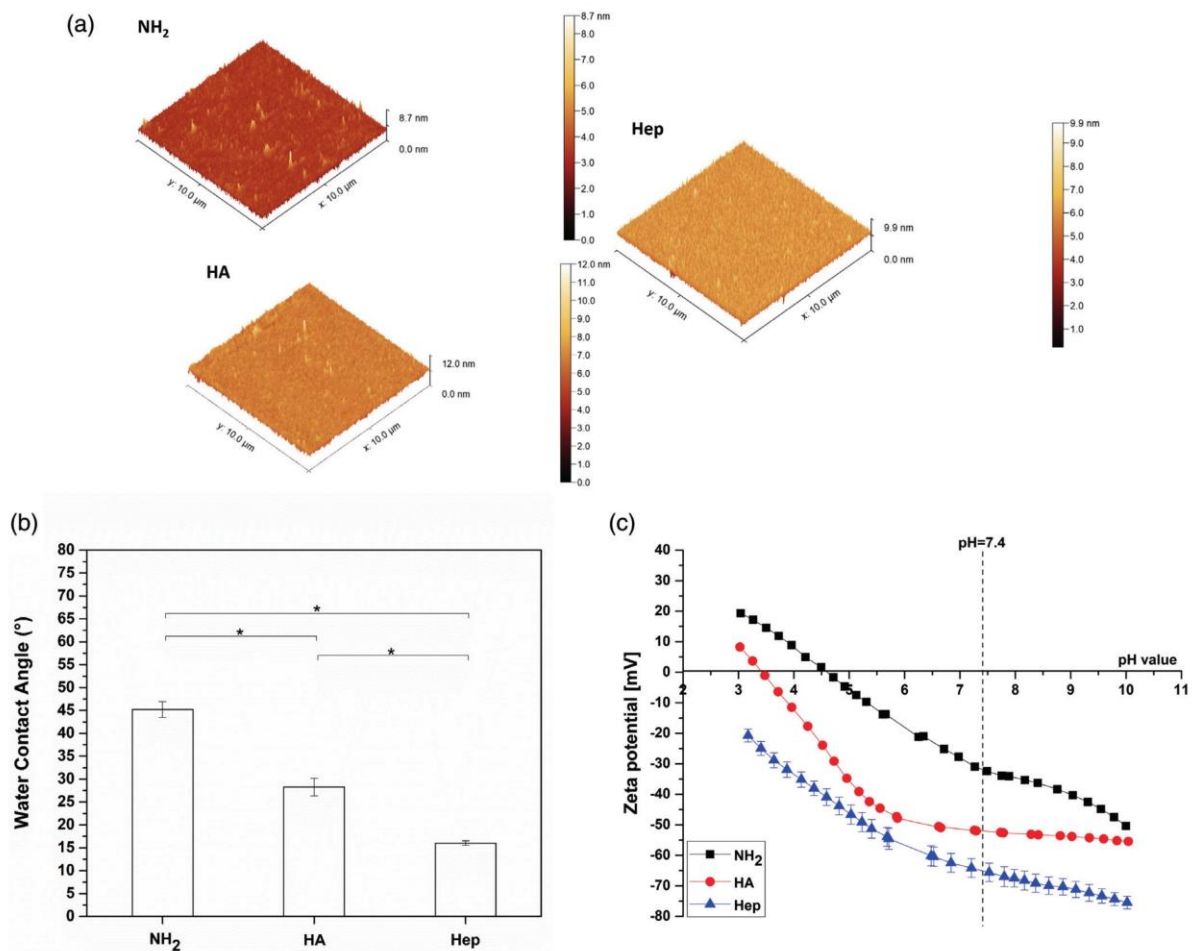 (a)
NH₂
8.7 nm
8.0
7.0
6.0
5.0
4.0
3.0
2.0
1.0
0.0
8.7 nm
0.0 nm
y: 10.0 µm
x: 10.0 µm
Hep
9.9 nm
9.0
8.0
7.0
6.0
5.0
4.0
3.0
2.0
1.0
9.9 nm
0.0 nm
y: 10.0 µm
x: 10.0 µm
HA
12.0 nm
11.0
10.0
9.0
8.0
7.0
6.0
5.0
4.0
3.0
2.0
1.0
0.0
12.0 nm
0.0 nm
y: 10.0 µm
x: 10.0 µm
(b)
Water Contact Angle (°)
80
75
70
65
60
55
50
45
40
35
30
25
20
15
10
5
0
*
*
*
NH₂ HA Hep
(c)
pH=7.4
Zeta potential [mV]
40
30
20
10
0
-10
-20
-30
-40
-50
-60
-70
-80
pH value
2 3 4 5 6 7 8 9 10 11
NH₂
HA
Hep